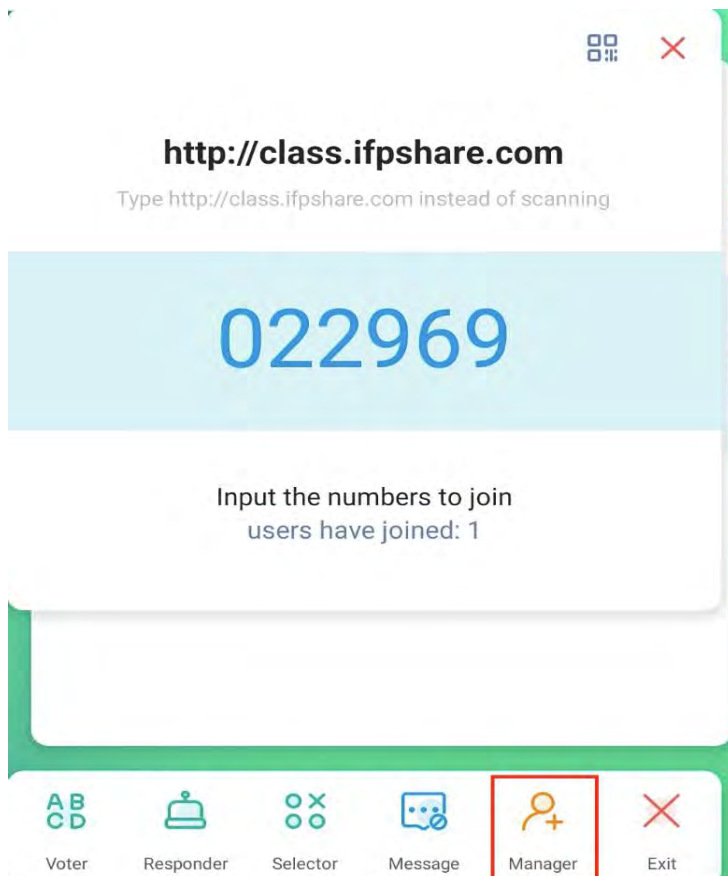 http://class.ifpshare.com
Type http://class.ifpshare.com instead of scanning
022969
Input the numbers to join
users have joined: 1
A B
C D
Voter Responder Selector Message Manager Exit